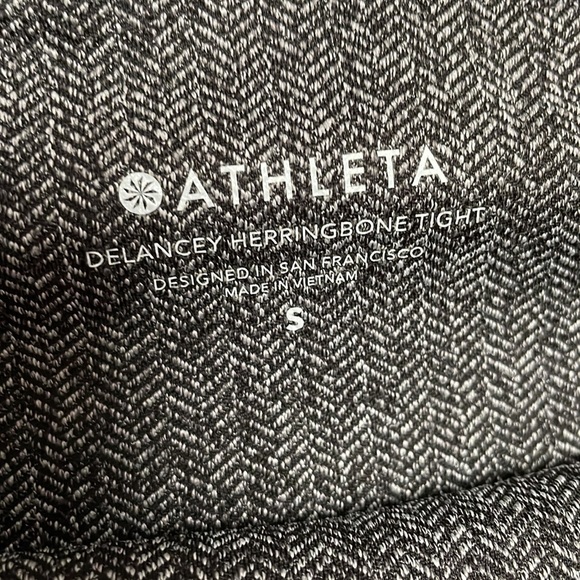 ATHLETA
DELANCEY HERRINGBONE TIGHT
DESIGNED IN SAN FRANCISCO
MADE IN VIETNAM
S